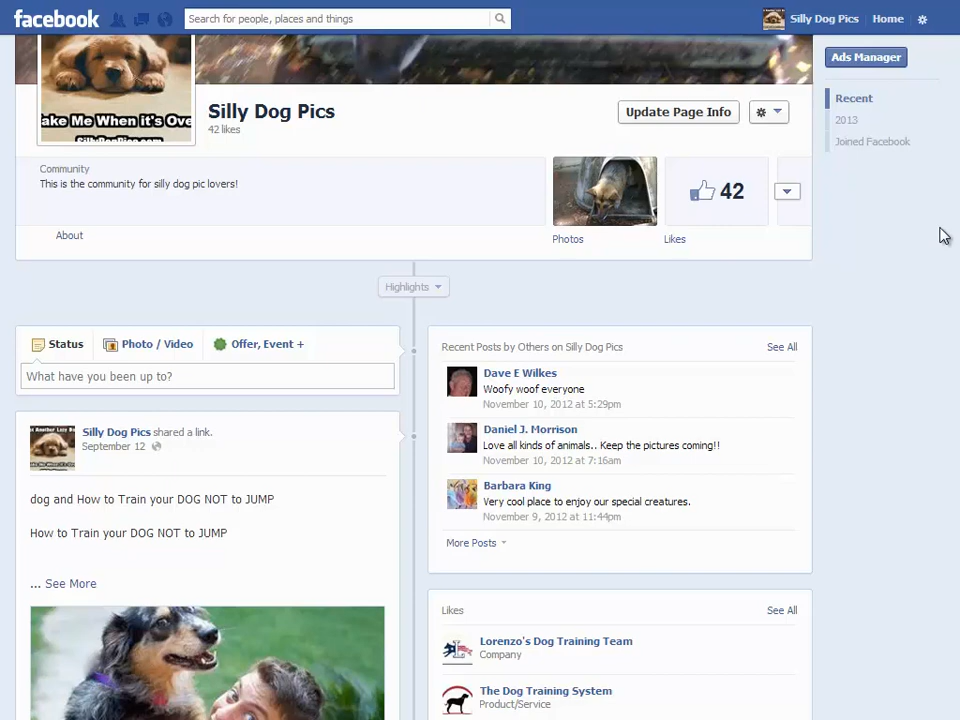 facebook
Search for people, places and things
Silly Dog Pics
Home
Ads Manager
Recent
2013
Joined Facebook
ake Me When it's Ove
SillyDogPics.com
Silly Dog Pics
42 likes
Update Page Info
Community
This is the community for silly dog pic lovers!
About
Photos
42
Likes
Highlights
Status
Photo / Video
Offer, Event +
What have you been up to?
Silly Dog Pics shared a link.
September 12
dog and How to Train your DOG NOT to JUMP
How to Train your DOG NOT to JUMP
... See More
Recent Posts by Others on Silly Dog Pics
See All
Dave E Wilkes
Woofy woof everyone
November 10, 2012 at 5:29pm
Daniel J. Morrison
Love all kinds of animals.. Keep the pictures coming!!
November 10, 2012 at 7:16am
Barbara King
Very cool place to enjoy our special creatures.
November 9, 2012 at 11:44pm
More Posts
Likes
See All
Lorenzo's Dog Training Team
Company
The Dog Training System
Product/Service